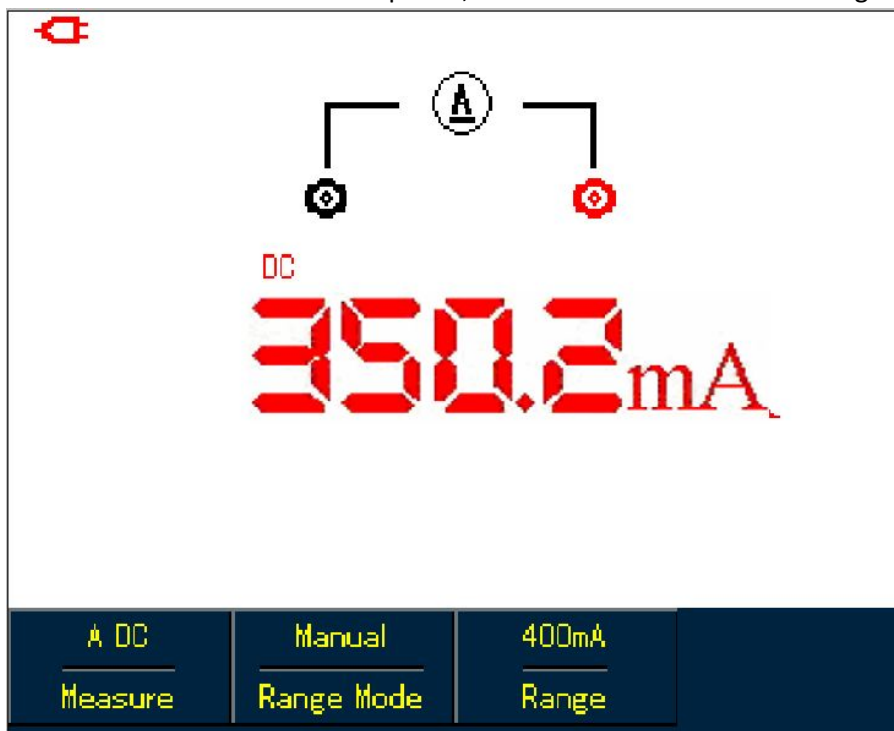 A
DC
350.2mA
A DC
Measure
Manual
Range Mode
400mA
Range